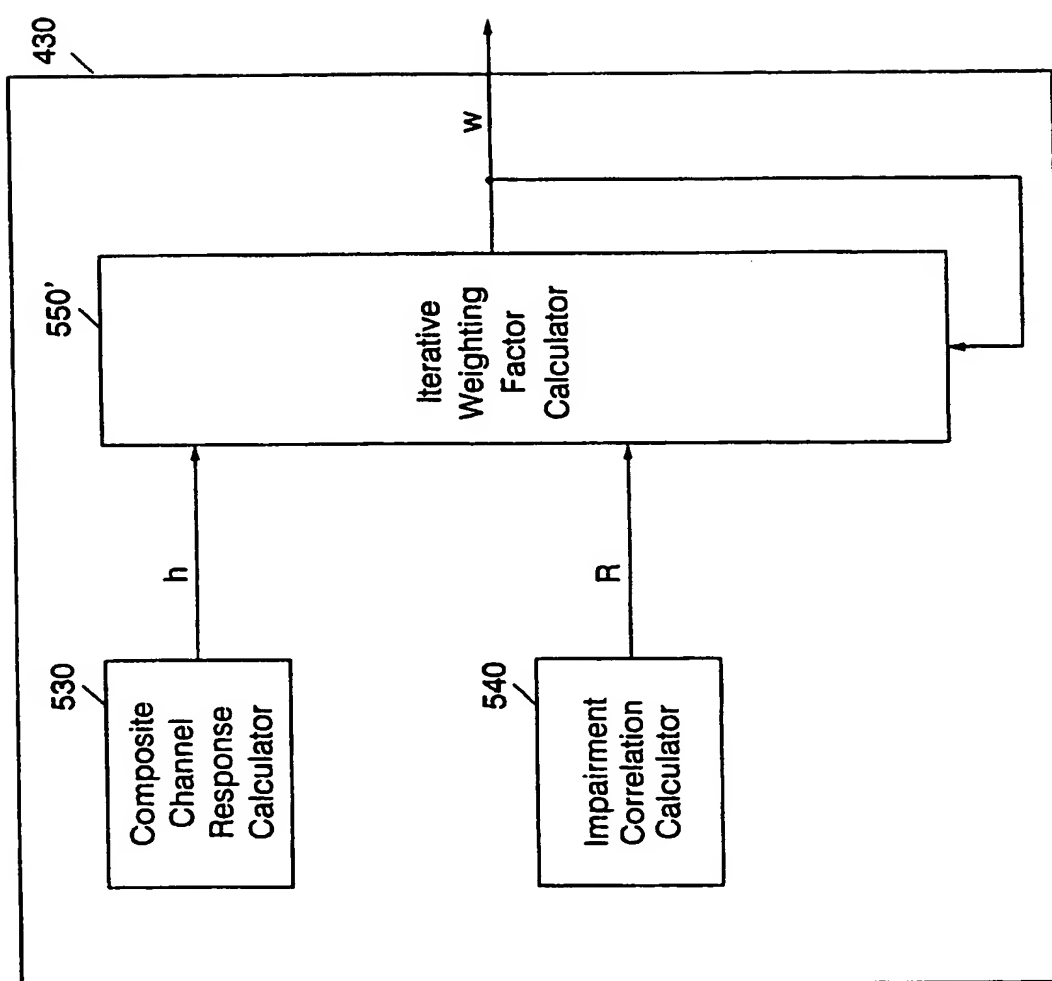 430
550'
w
Iterative
Weighting
Factor
Calculator
h
R
530
Composite
Channel
Response
Calculator
540
Impairment
Correlation
Calculator